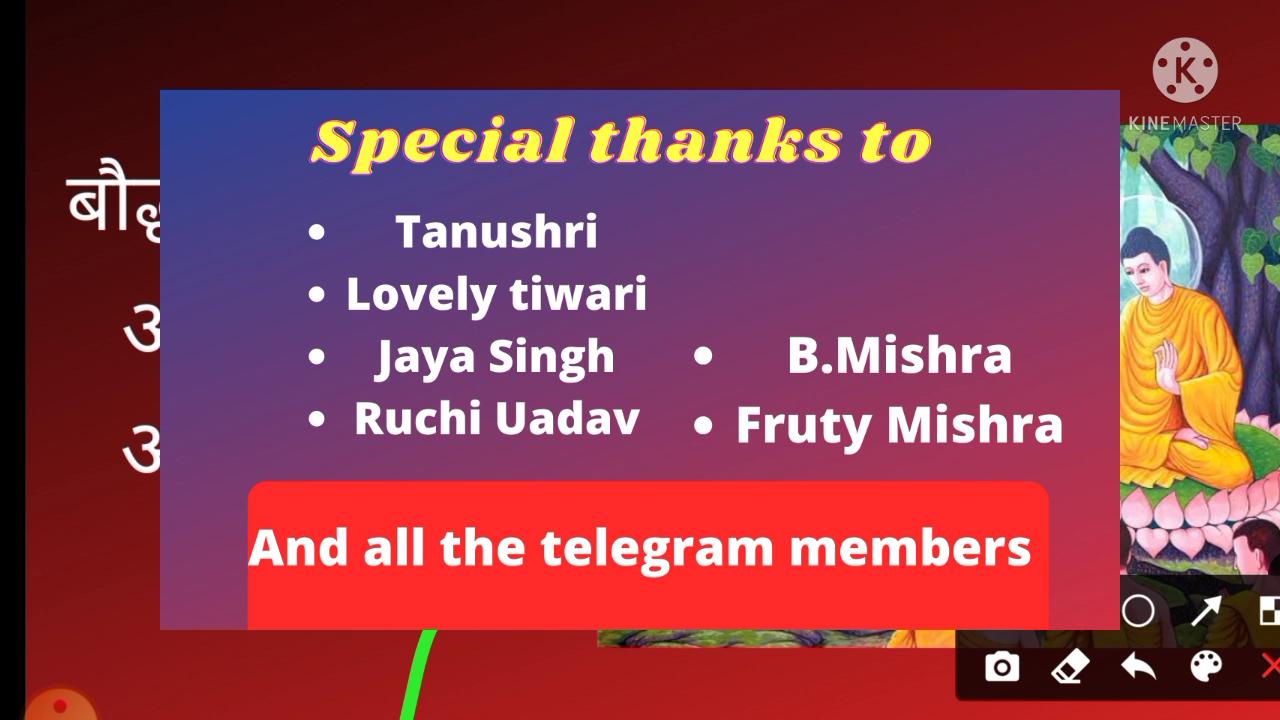 KINEMASTER
Special thanks to
Tanushri
Lovely tiwari
Jaya Singh
Ruchi Uadav
B.Mishra
Fruty Mishra
And all the telegram members